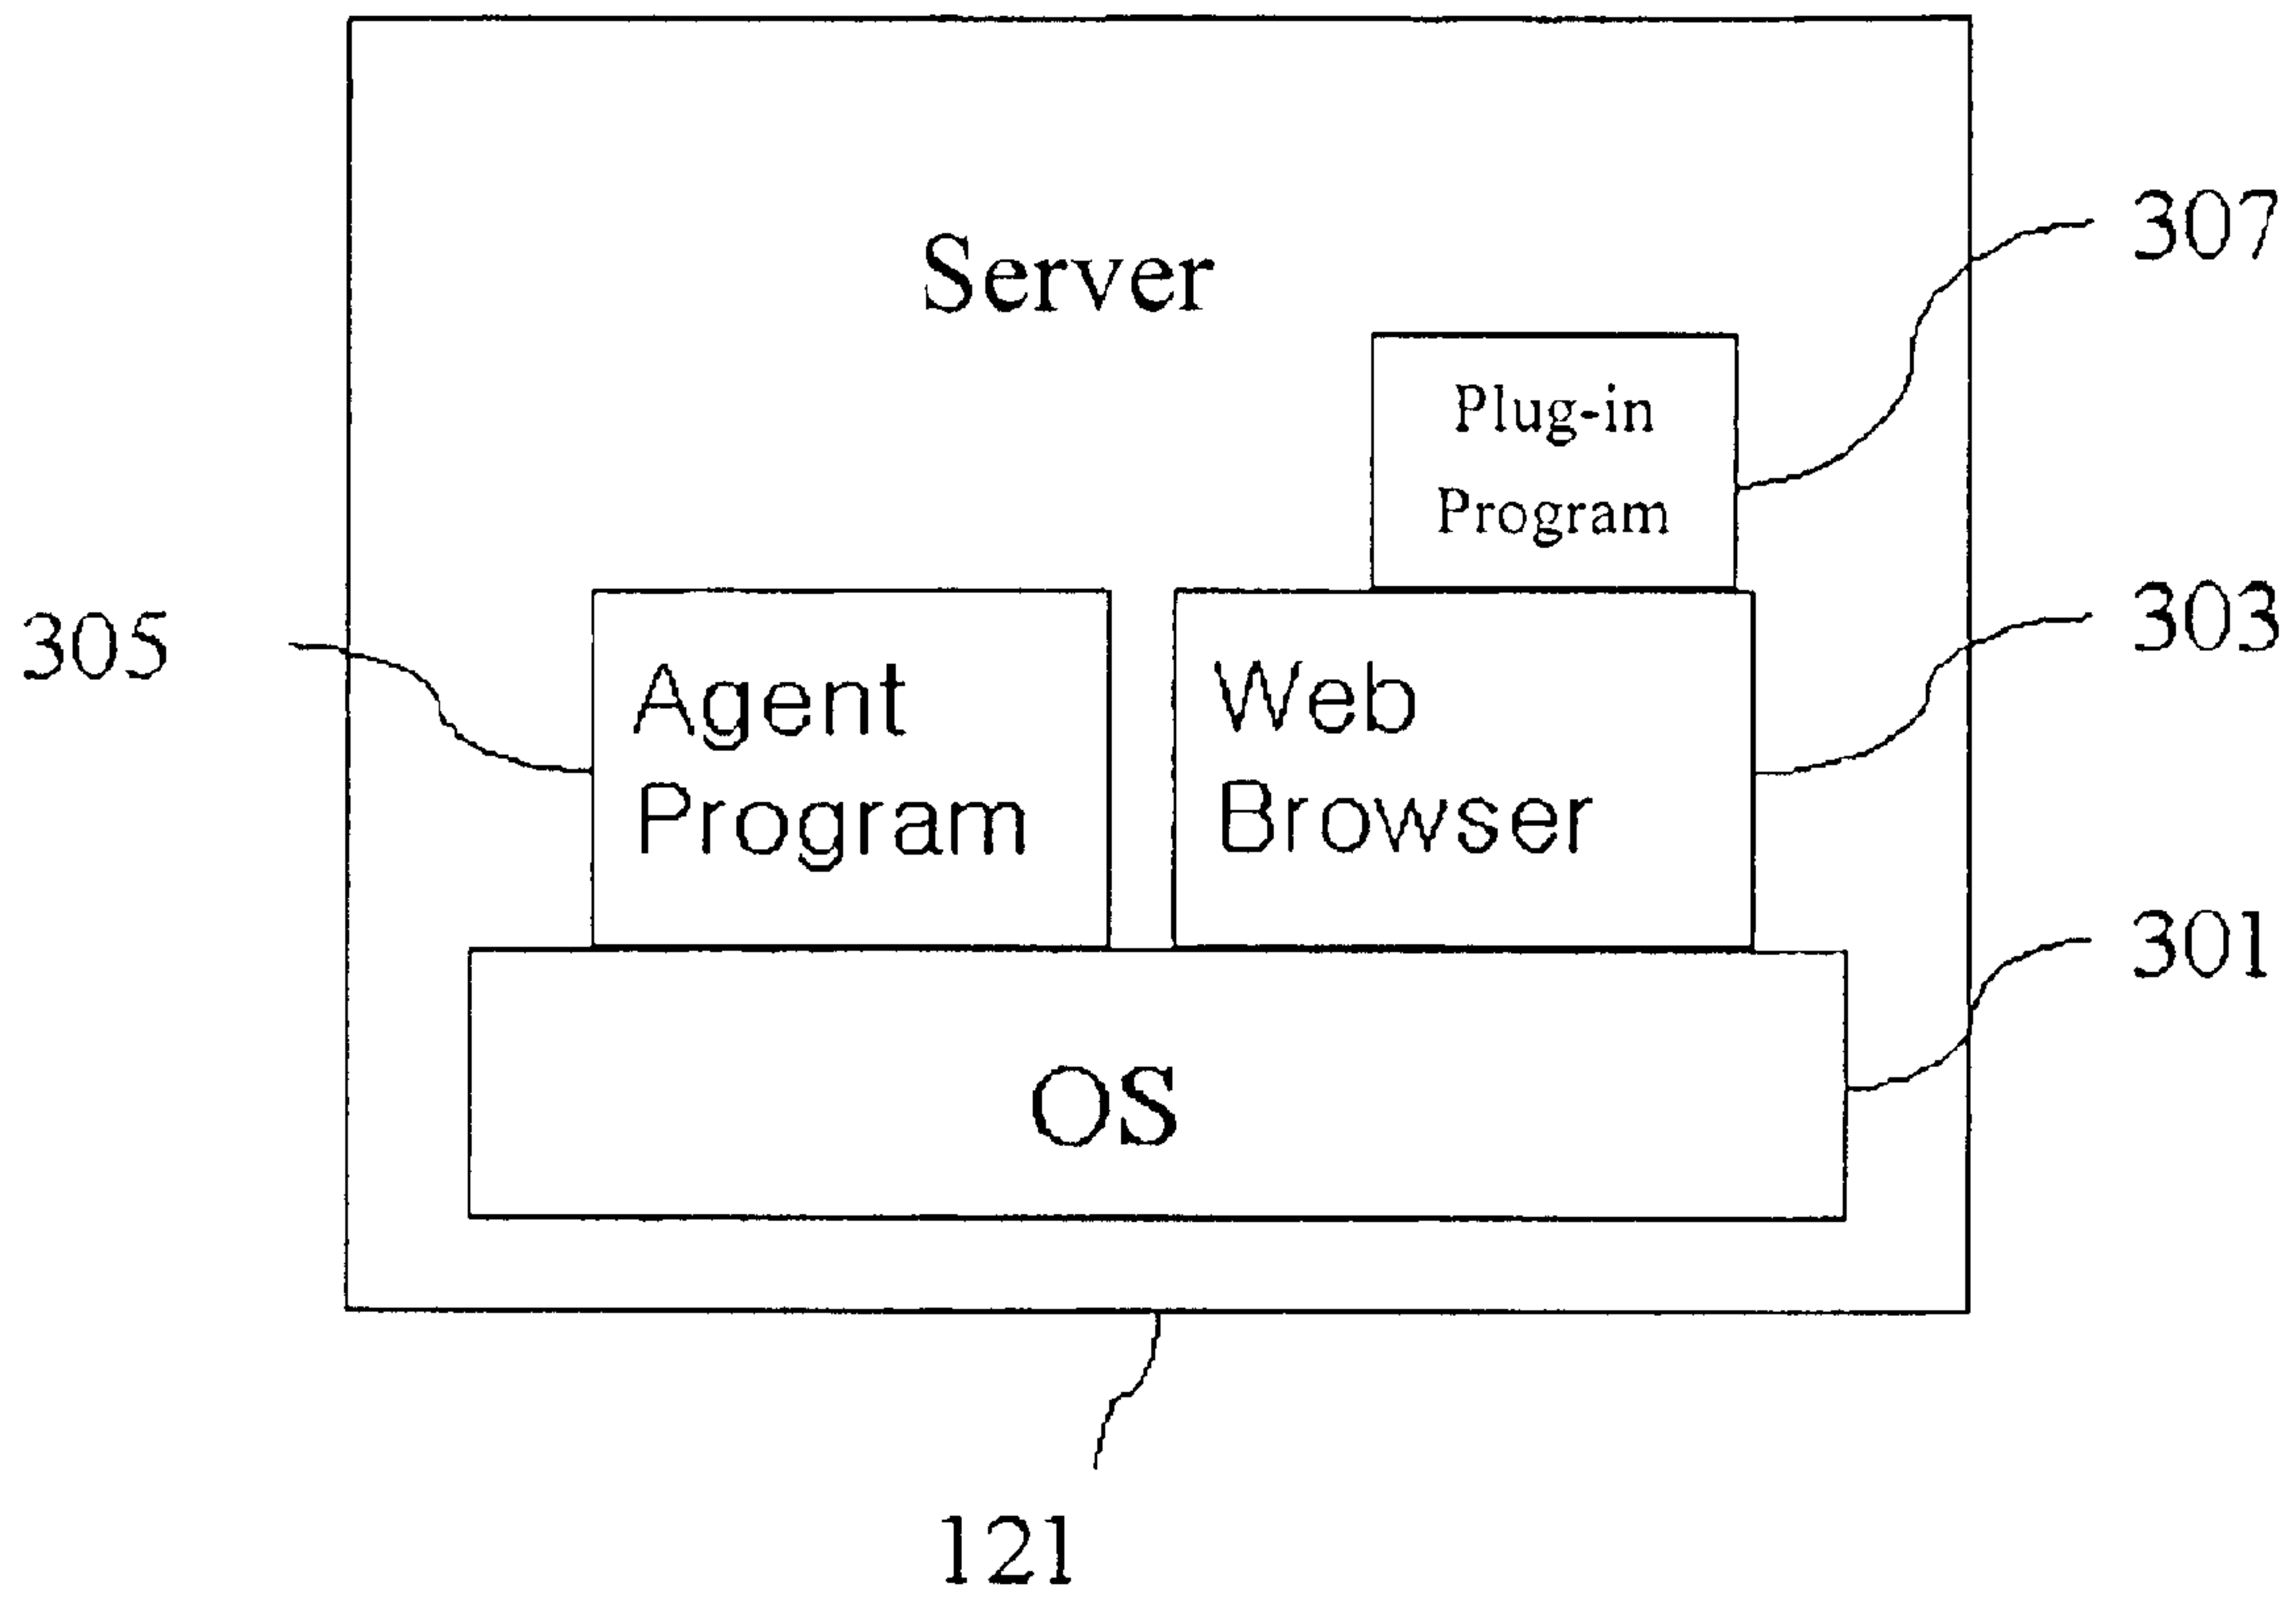 Server
307
Plug-in
Program
303
305
Agent
Program
Web
Browser
301
OS
121